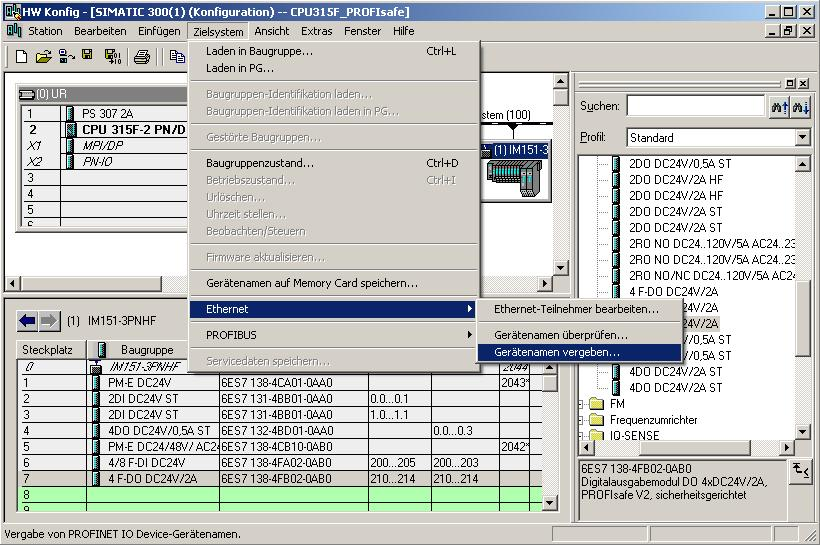 HW Konfig - [SIMATIC 300(1) (Konfiguration) -- CPU315F_PROFIsafe]
Station Bearbeiten Einfügen Zielsystem Ansicht Extras Fenster Hilfe
Laden in Baugruppe... Ctrl+L
Laden in PG...
Baugruppen-Identifikation laden...
Baugruppen-Identifikation laden in PG...
Gestörte Baugruppen...
Baugruppenzustand... Ctrl+D
Betriebszustand... Ctrl+I
Urlöschen...
Uhrzeit stellen...
Beobachten/Steuern
Firmware aktualisieren...
Gerätenamen auf Memory Card speichern...
Ethernet
PROFIBUS
Servicedaten speichern...
Ethernet-Teilnehmer bearbeiten...
Gerätenamen überprüfen...
Gerätenamen vergeben...
(0) UR
1 PS 307 2A
2 CPU 315F-2 PN/D
X1 MPI/DP
X2 PN-IO
3
4
5
6
stem (100)
(1) IM151-3
Suchen:
Profil: Standard
2DO DC24V/0,5A ST
2DO DC24V/2A HF
2DO DC24V/2A HF
2DO DC24V/2A ST
2DO DC24V/2A ST
2RO NO DC24..120V/5A AC24..23
2RO NO DC24..120V/5A AC24..23
2RO NO/NC DC24..120V/5A AC24
4 F-DO DC24V/2A
V/2A
V/2A
V/0,5A ST
V/0,5A ST
4DO DC24V/2A ST
4DO DC24V/2A ST
FM
Frequenzumrichter
IQ-SENSE
6ES7 138-4FB02-0AB0
Digitalausgabemodul DO 4xDC24V/2A,
PROFIsafe V2, sicherheitsgerichtet
(1) IM151-3PNHF
Steckplatz Baugruppe
0 IM151-3PNHF 2044*
1 PM-E DC24V 6ES7 138-4CA01-0AA0 2043*
2 2DI DC24V ST 6ES7 131-4BB01-0AA0 0.0...0.1
3 2DI DC24V ST 6ES7 131-4BB01-0AA0 1.0...1.1
4 4DO DC24V/0,5A ST 6ES7 132-4BD01-0AA0 0.0...0.3
5 PM-E DC24/48V/ AC24 6ES7 138-4CB10-0AB0 2042*
6 4/8 F-DI DC24V 6ES7 138-4FA02-0AB0 200...205 200...203
7 4 F-DO DC24V/2A 6ES7 138-4FB02-0AB0 210...214 210...214
8
9
Vergabe von PROFINET IO Device-Gerätenamen.